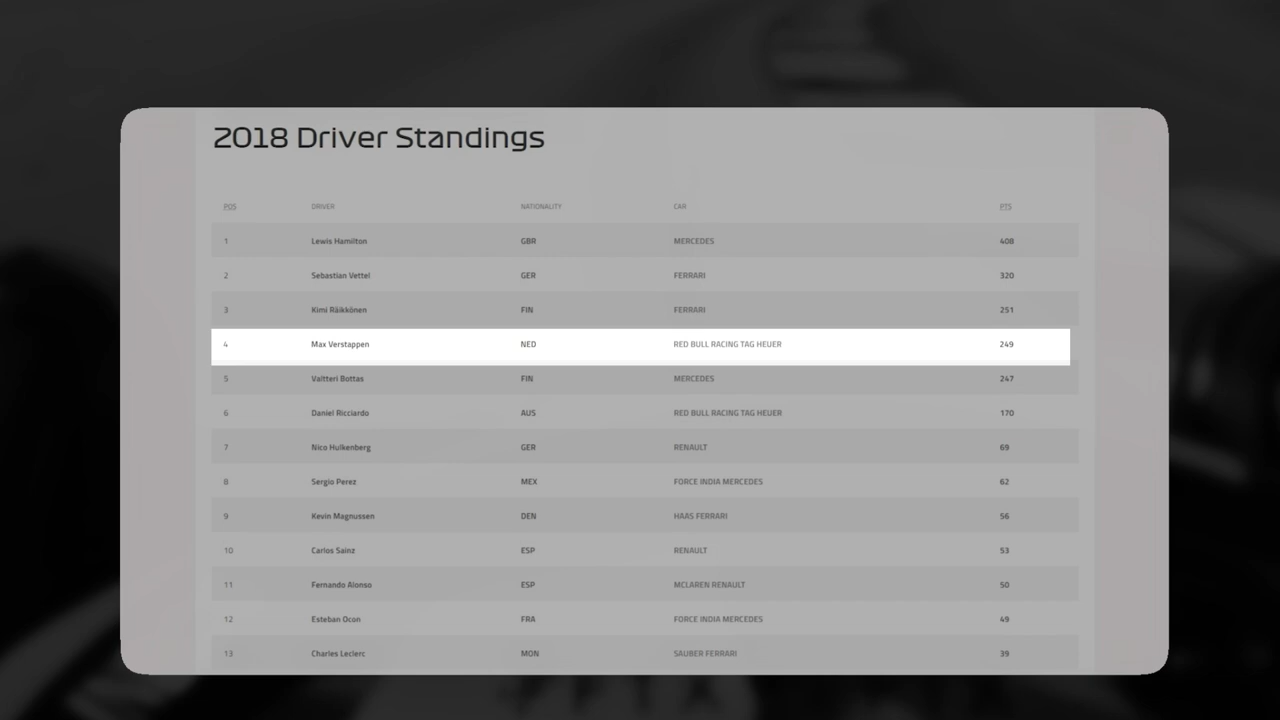 2018 Driver Standings
POS DRIVER NATIONALITY CAR PTS
1 Lewis Hamilton GBR MERCEDES 408
2 Sebastian Vettel GER FERRARI 320
3 Kimi Räikkönen FIN FERRARI 251
4 Max Verstappen NED RED BULL RACING TAG HEUER 249
5 Valtteri Bottas FIN MERCEDES 247
6 Daniel Ricciardo AUS RED BULL RACING TAG HEUER 170
7 Nico Hulkenberg GER RENAULT 69
8 Sergio Perez MEX FORCE INDIA MERCEDES 62
9 Kevin Magnussen DEN HAAS FERRARI 56
10 Carlos Sainz ESP RENAULT 53
11 Fernando Alonso ESP MCLAREN RENAULT 50
12 Esteban Ocon FRA FORCE INDIA MERCEDES 49
13 Charles Leclerc MON SAUBER FERRARI 39